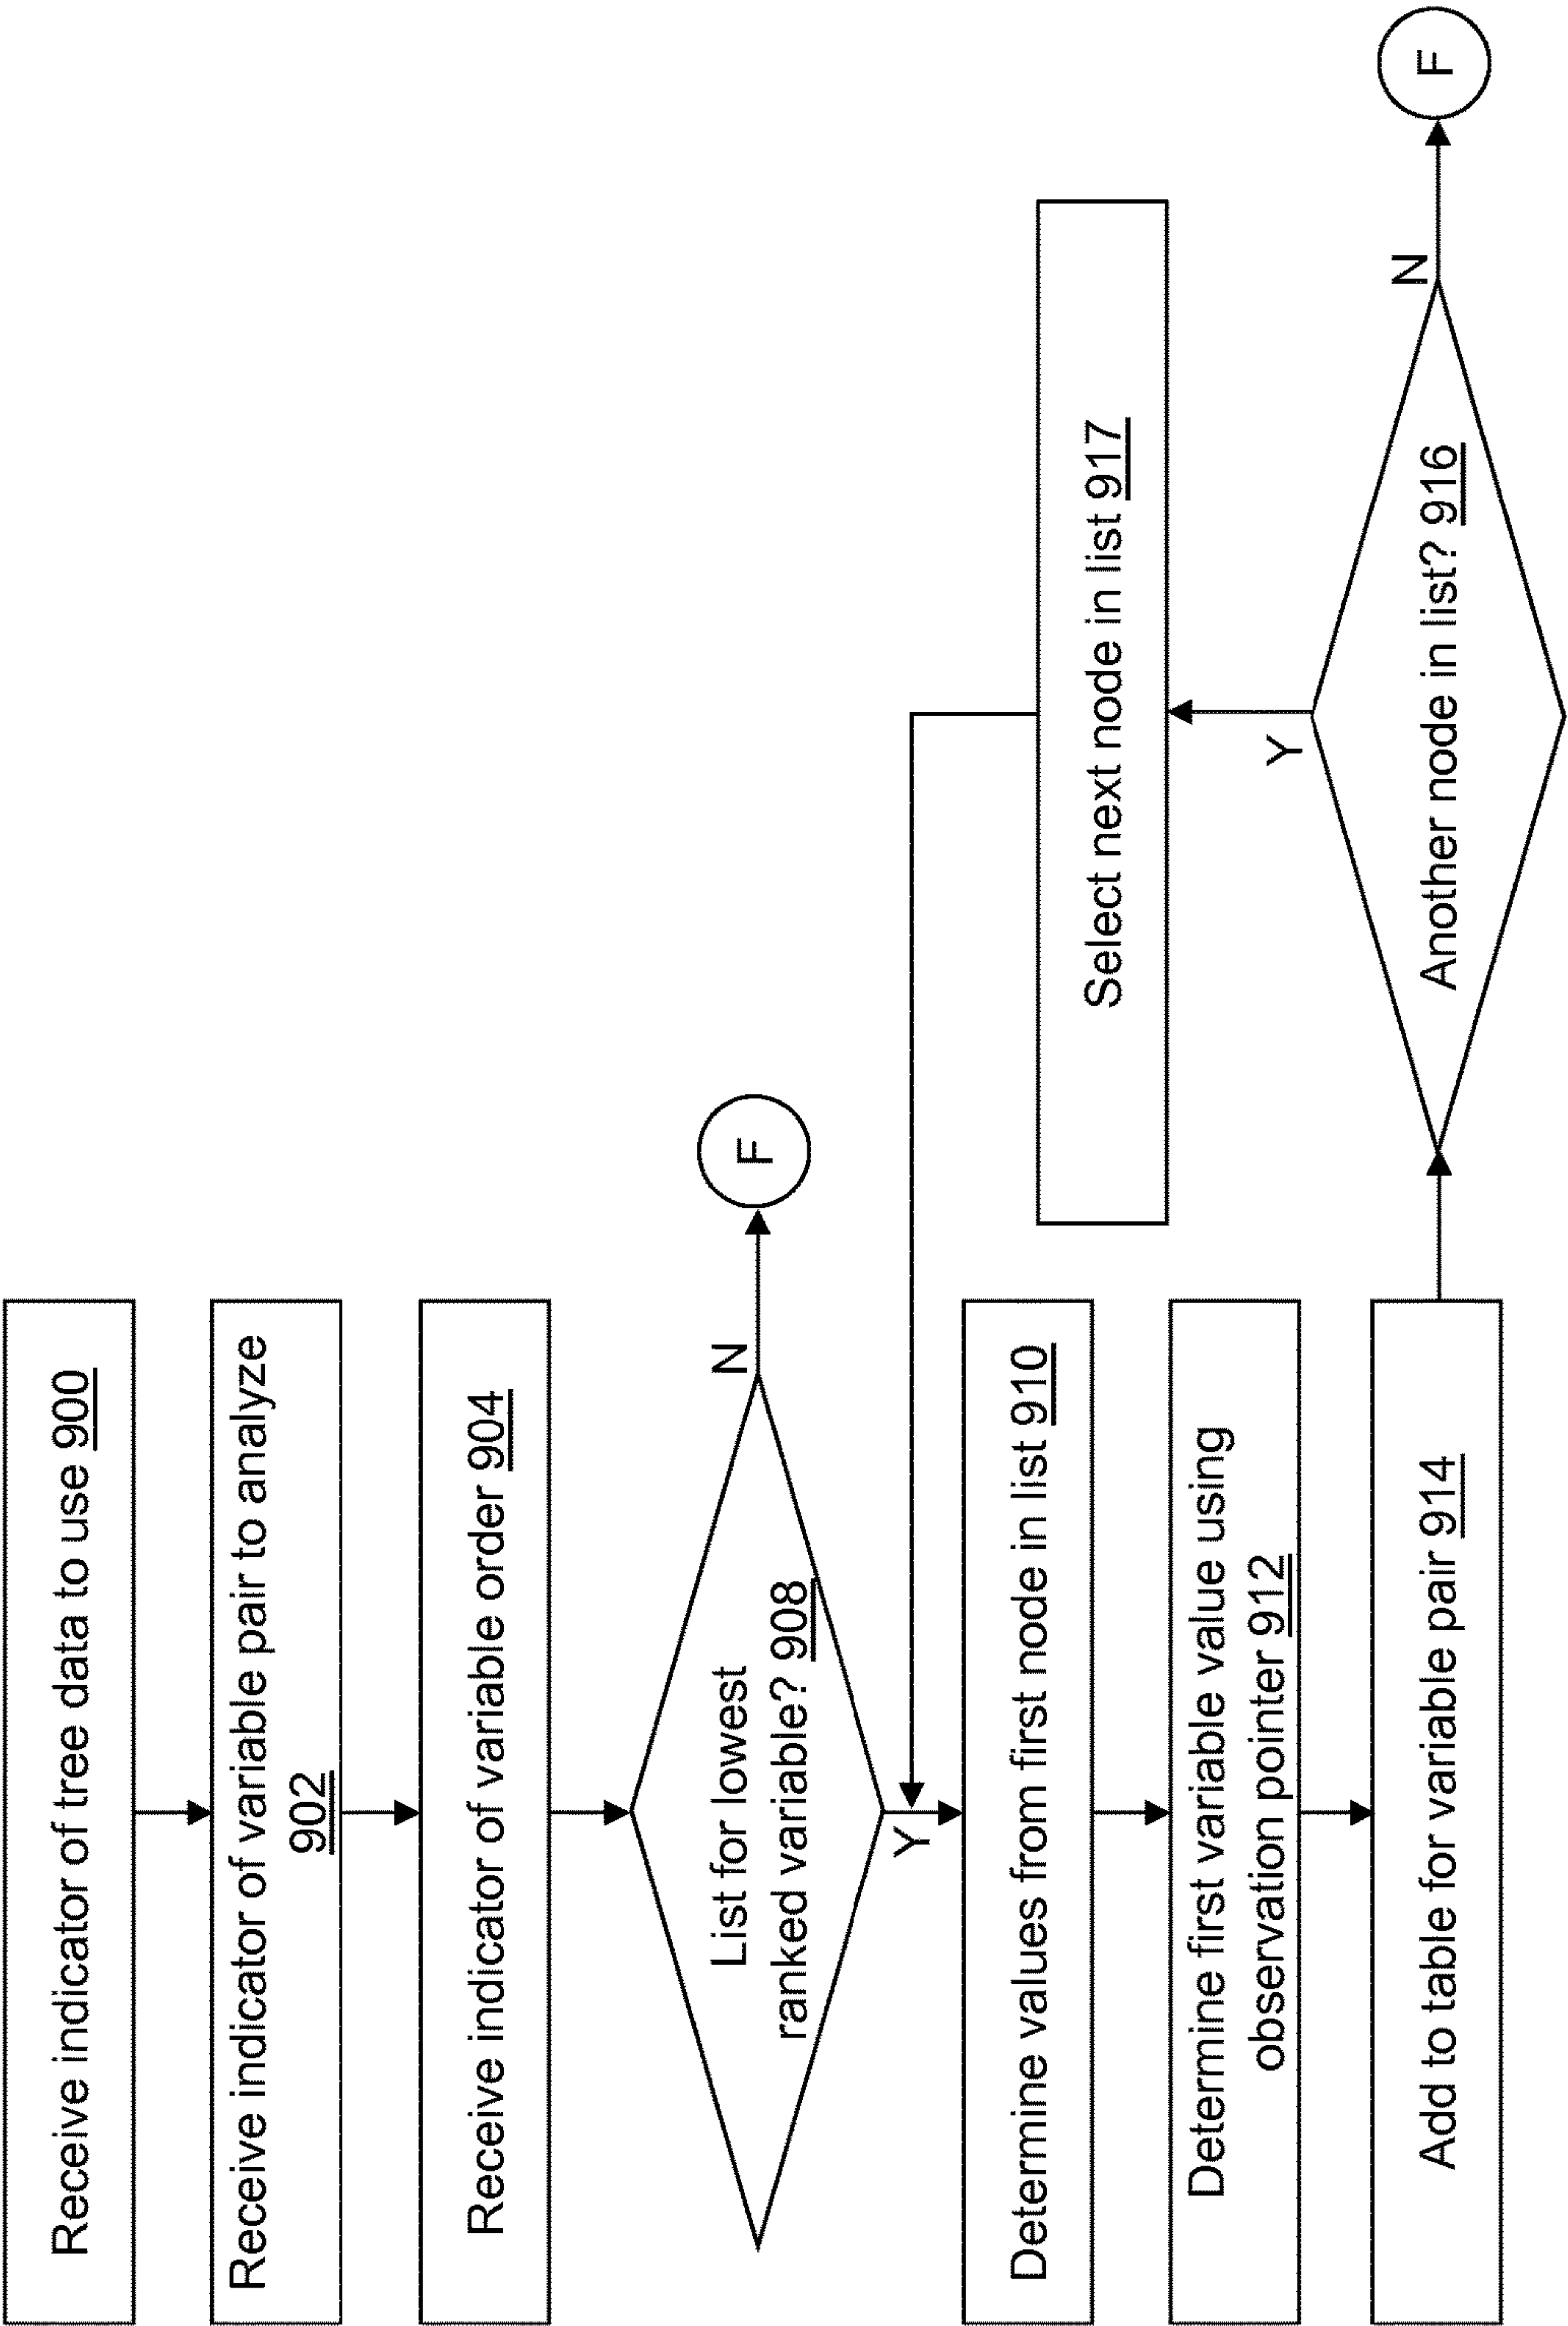 Receive indicator of tree data to use 900
Receive indicator of variable pair to analyze
902
Receive indicator of variable order 904
List for lowest
ranked variable? 908
N
F
Y
Determine values from first node in list 910
Determine first variable value using
observation pointer 912
Add to table for variable pair 914
Another node in list? 916
Y
Select next node in list 917
N
F